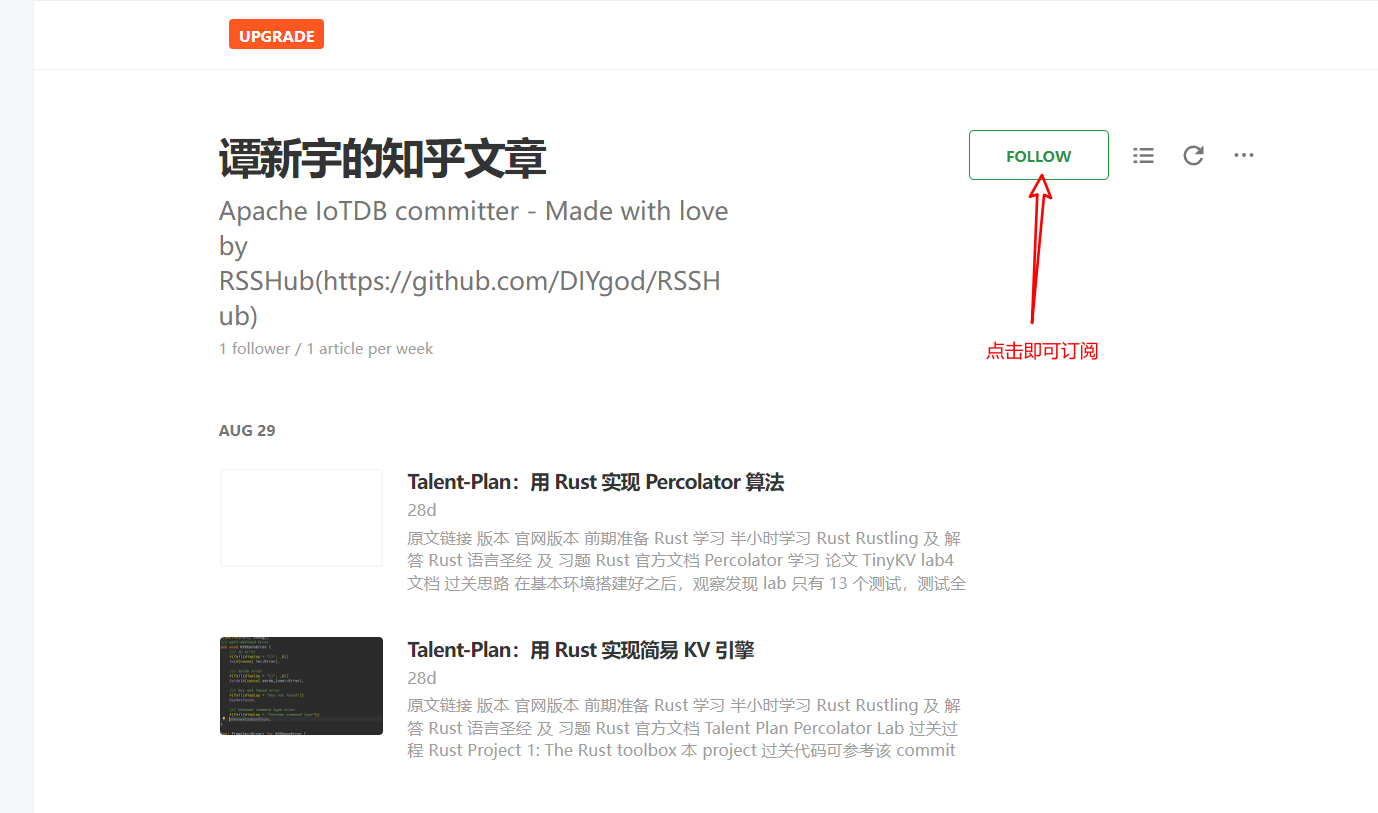 UPGRADE
谭新宇的知乎文章
FOLLOW
Apache IoTDB committer - Made with love
by
RSSHub(https://github.com/DIYgod/RSSH
ub)
1 follower / 1 article per week
点击即可订阅
AUG 29
Talent-Plan：用 Rust 实现 Percolator 算法
28d
原文链接 版本 官网版本 前期准备 Rust 学习 半小时学习 Rust Rustling 及 解
答 Rust 语言圣经 及 习题 Rust 官方文档 Percolator 学习 论文 TinyKV lab4
文档 过关思路 在基本环境搭建好之后，观察发现 lab 只有 13 个测试，测试全
Talent-Plan：用 Rust 实现简易 KV 引擎
28d
原文链接 版本 官网版本 前期准备 Rust 学习 半小时学习 Rust Rustling 及 解
答 Rust 语言圣经 及 习题 Rust 官方文档 Talent Plan Percolator Lab 过关过
程 Rust Project 1: The Rust toolbox 本 project 过关代码可参考该 commit